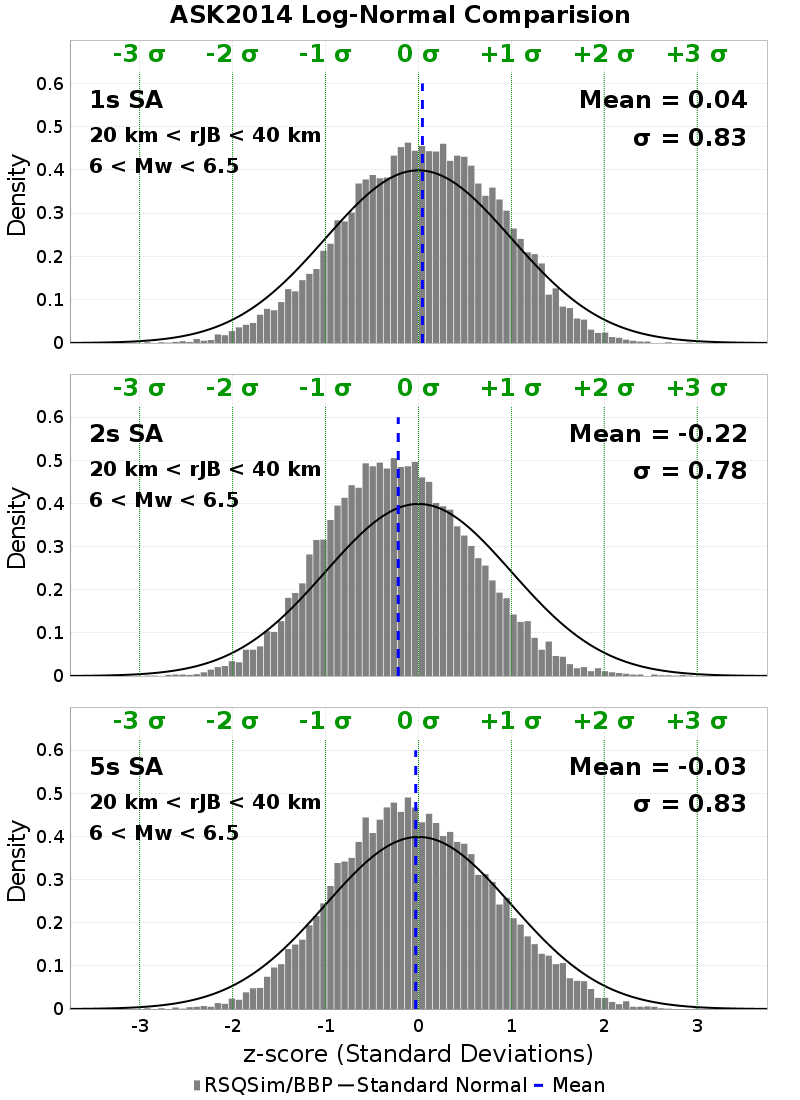 ASK2014 Log-Normal Comparision
-3 σ -2 σ -1 σ 0 σ +1 σ +2 σ +3 σ
1s SA
Mean = 0.04
20 km < rJB < 40 km
σ = 0.83
6 < Mw < 6.5
Density
0.6
0.5
0.4
0.3
0.2
0.1
0
-3 σ -2 σ -1 σ 0 σ +1 σ +2 σ +3 σ
2s SA
Mean = -0.22
20 km < rJB < 40 km
σ = 0.78
6 < Mw < 6.5
Density
0.6
0.5
0.4
0.3
0.2
0.1
0
-3 σ -2 σ -1 σ 0 σ +1 σ +2 σ +3 σ
5s SA
Mean = -0.03
20 km < rJB < 40 km
σ = 0.83
6 < Mw < 6.5
Density
0.6
0.5
0.4
0.3
0.2
0.1
0
-3 -2 -1 0 1 2 3
z-score (Standard Deviations)
RSQSim/BBP Standard Normal Mean